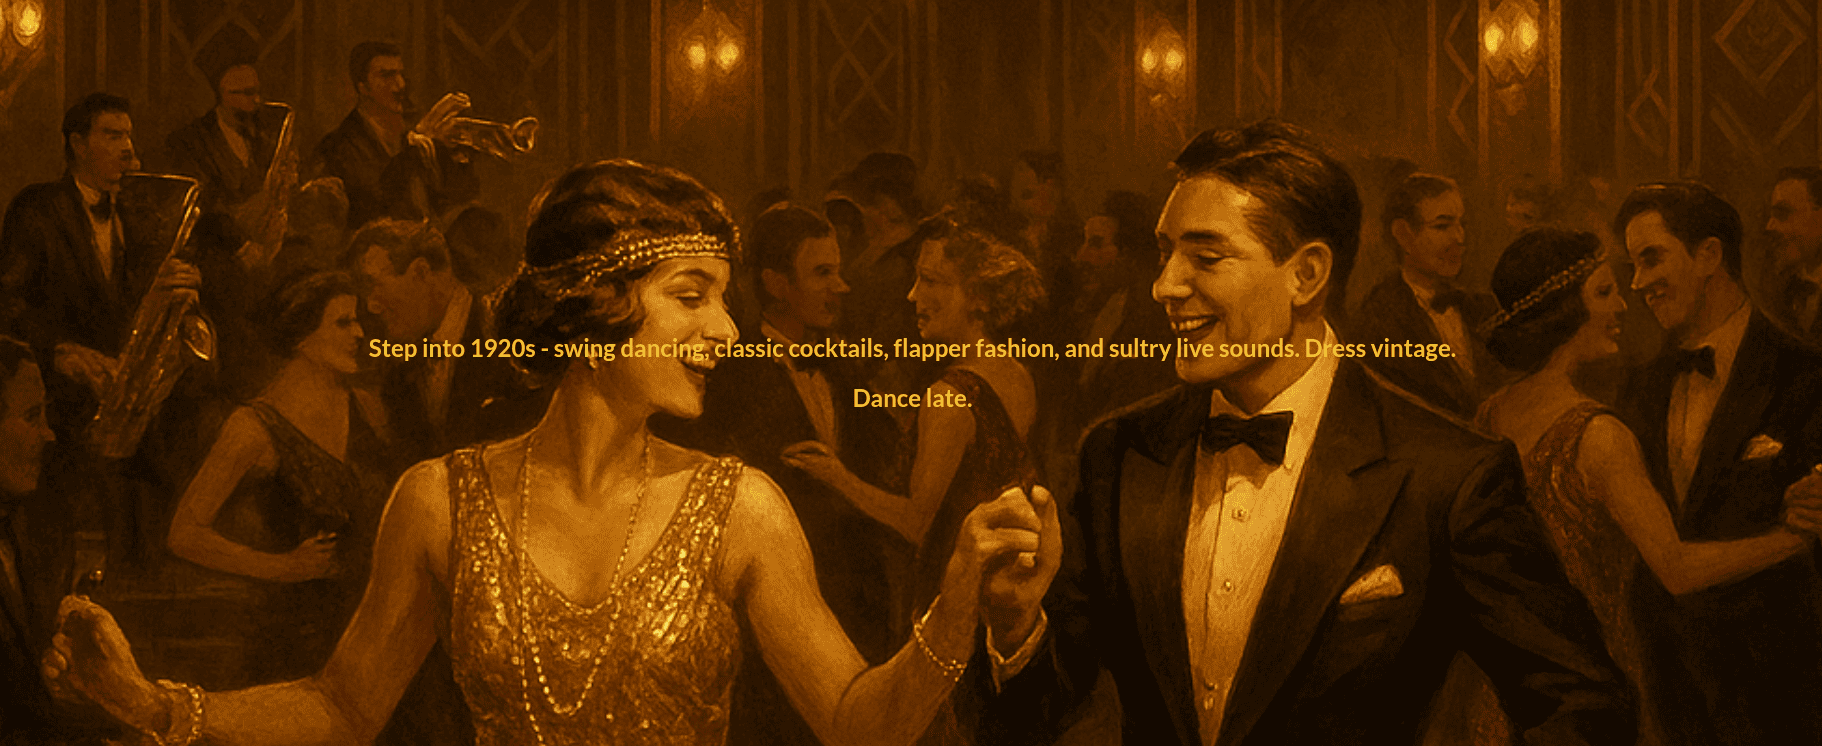 Step into 1920s - swing dancing, classic cocktails, flapper fashion, and sultry live sounds. Dress vintage.
Dance late.